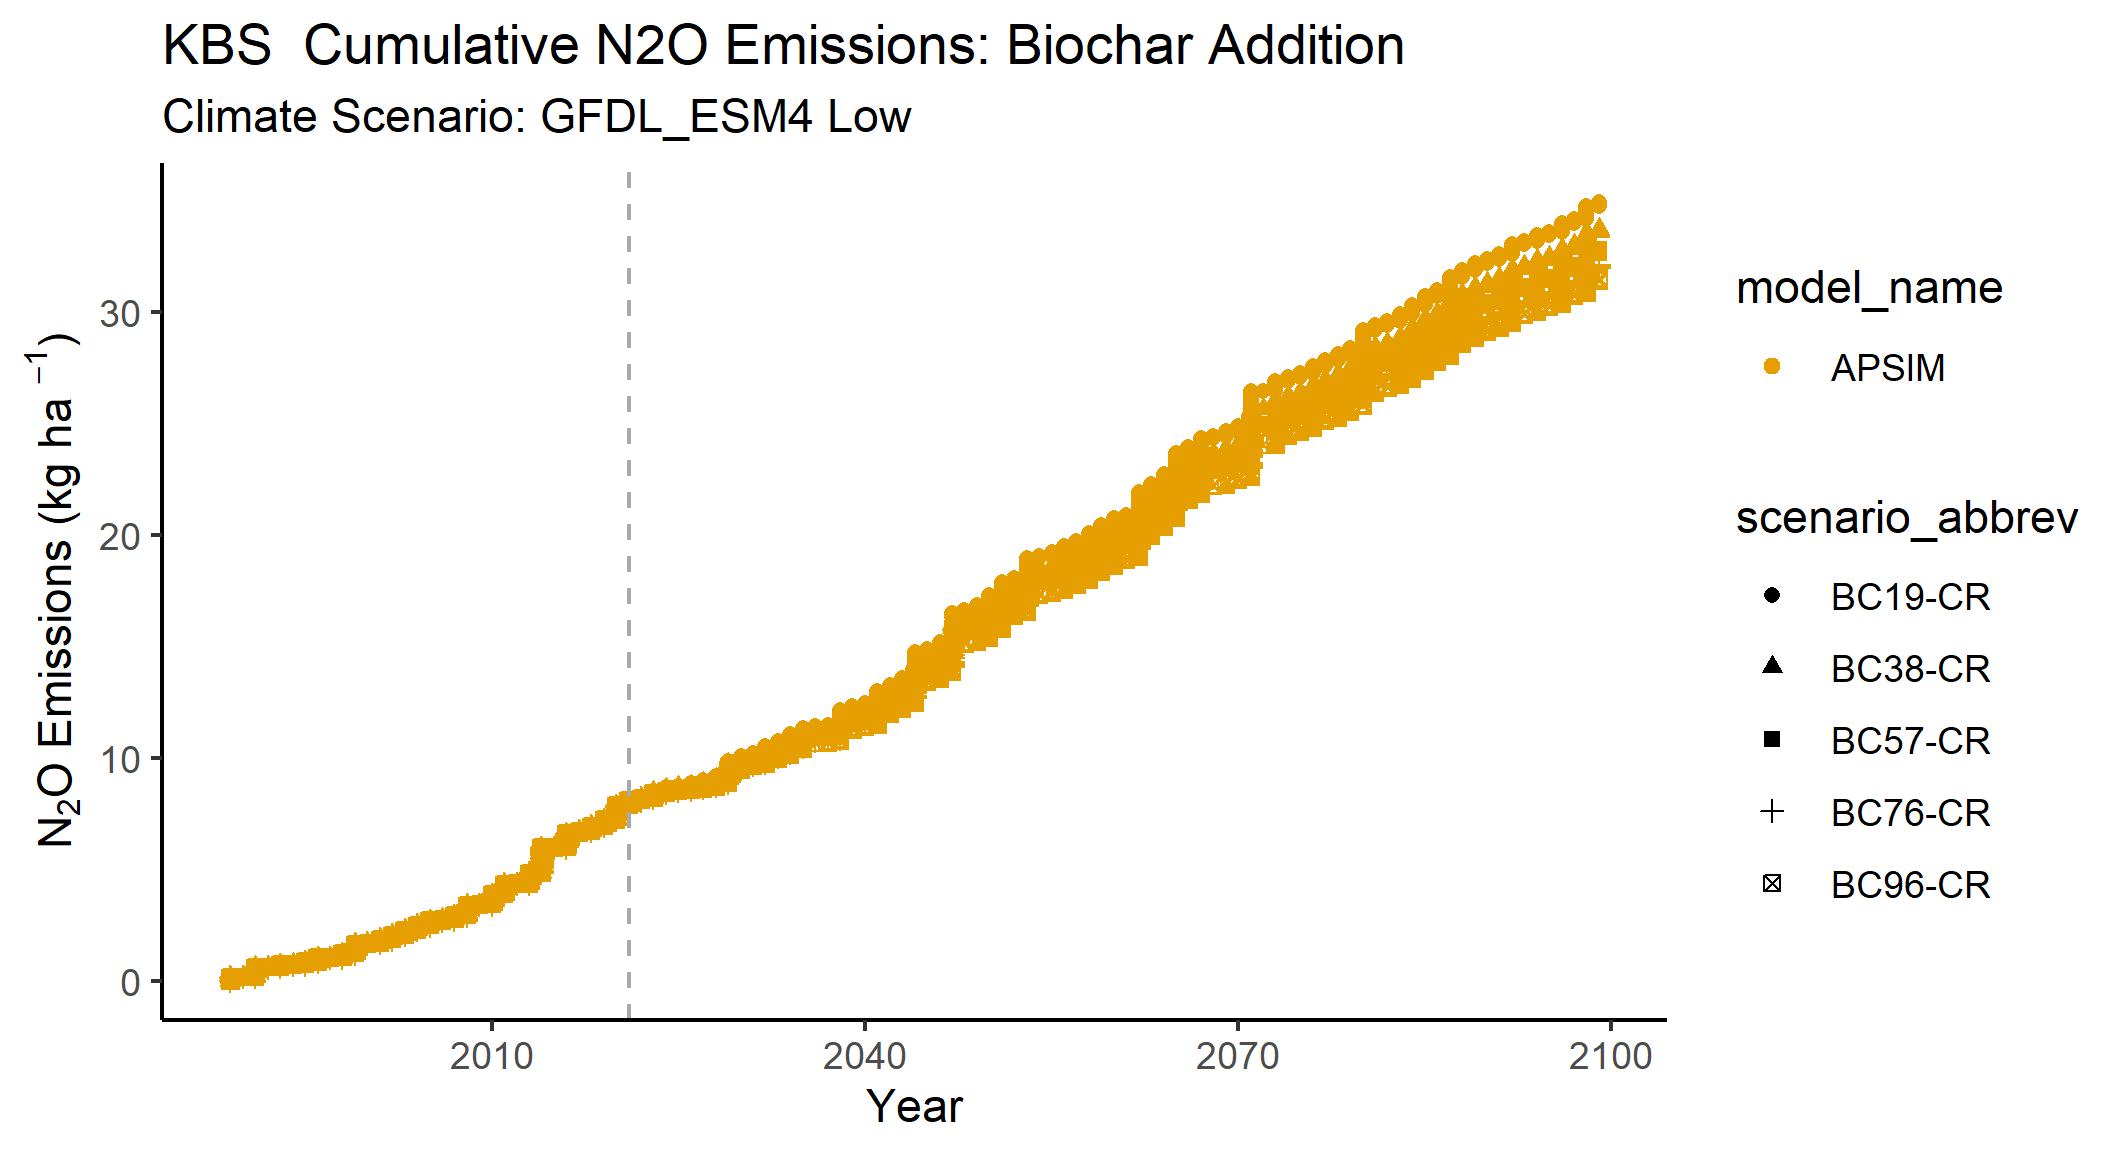 KBS  Cumulative N2O Emissions: Biochar Addition
Climate Scenario: GFDL_ESM4 Low
N₂O Emissions (kg ha ⁻¹)
30
20
10
0
2010 2040 2070 2100
Year
model_name
APSIM
scenario_abbrev
BC19-CR
BC38-CR
BC57-CR
BC76-CR
BC96-CR